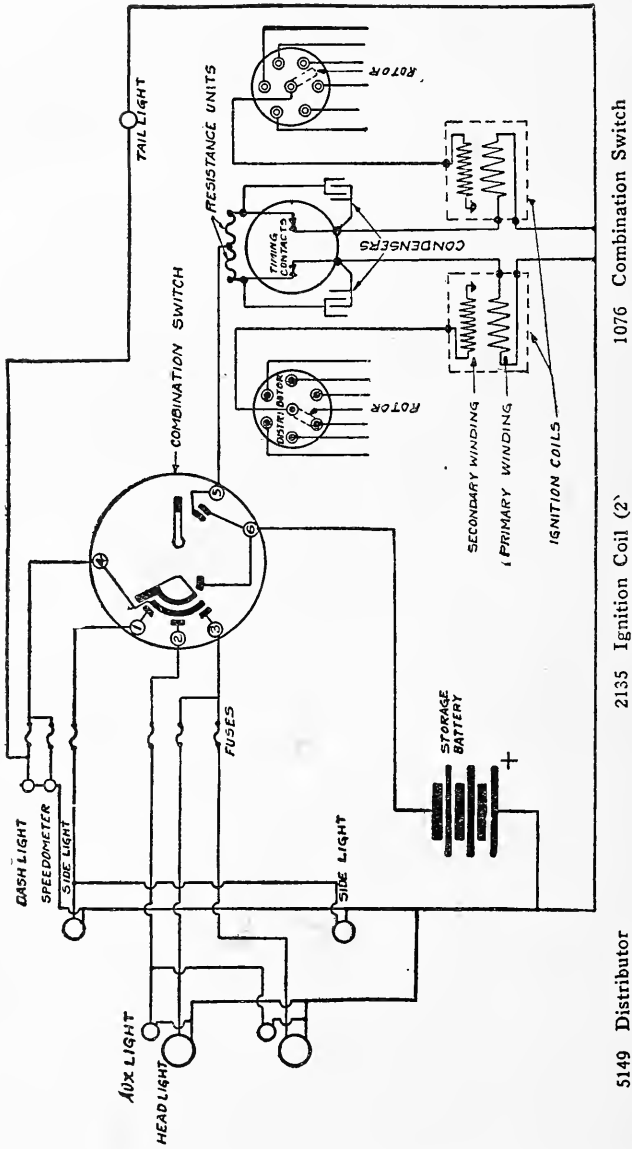 TAIL LIGHT
RESISTANCE UNITS
ROTOR
TIMING
CONTACTS
CONDENSERS
COMBINATION SWITCH
DISTRIBUTOR
ROTOR
1
2
3
4
5
6
SECONDARY WINDING
(PRIMARY WINDING
IGNITION COILS
DASH LIGHT
SPEEDOMETER
SIDE LIGHT
FUSES
STORAGE
BATTERY
+
SIDE LIGHT
AUX LIGHT
HEADLIGHT
5149 Distributor
2135 Ignition Coil (2)
1076 Combination Switch